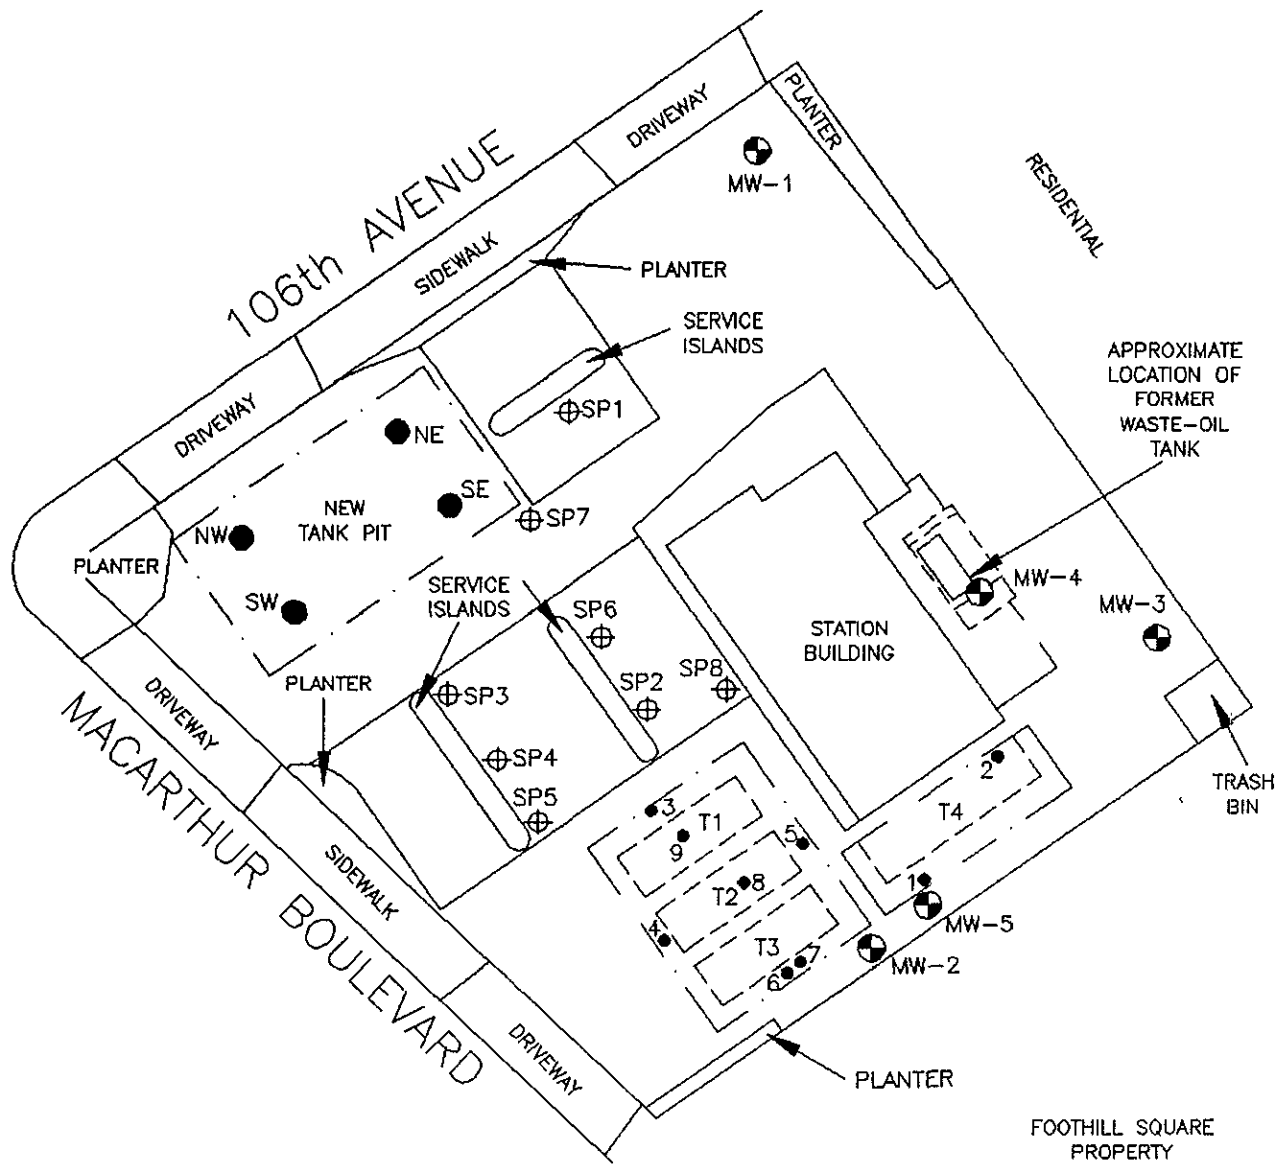 DRIVEWAY
PLANTER
MW-1
RESIDENTIAL
106th AVENUE
SIDEWALK
PLANTER
SERVICE
ISLANDS
APPROXIMATE
LOCATION OF
FORMER
WASTE-OIL
TANK
DRIVEWAY
SP1
NE
SE
NEW
TANK PIT
SP7
NW
PLANTER
SW
SERVICE
ISLANDS
SP6
MW-4
MW-3
STATION
BUILDING
SP8
SP2
PLANTER
SP3
DRIVEWAY
MACARTHUR BOULEVARD
SP4
SP5
TRASH
BIN
2
T4
3
T1
9
5
T2
8
1
SIDEWALK
4
T3
7
6
MW-5
MW-2
DRIVEWAY
PLANTER
FOOTHILL SQUARE
PROPERTY